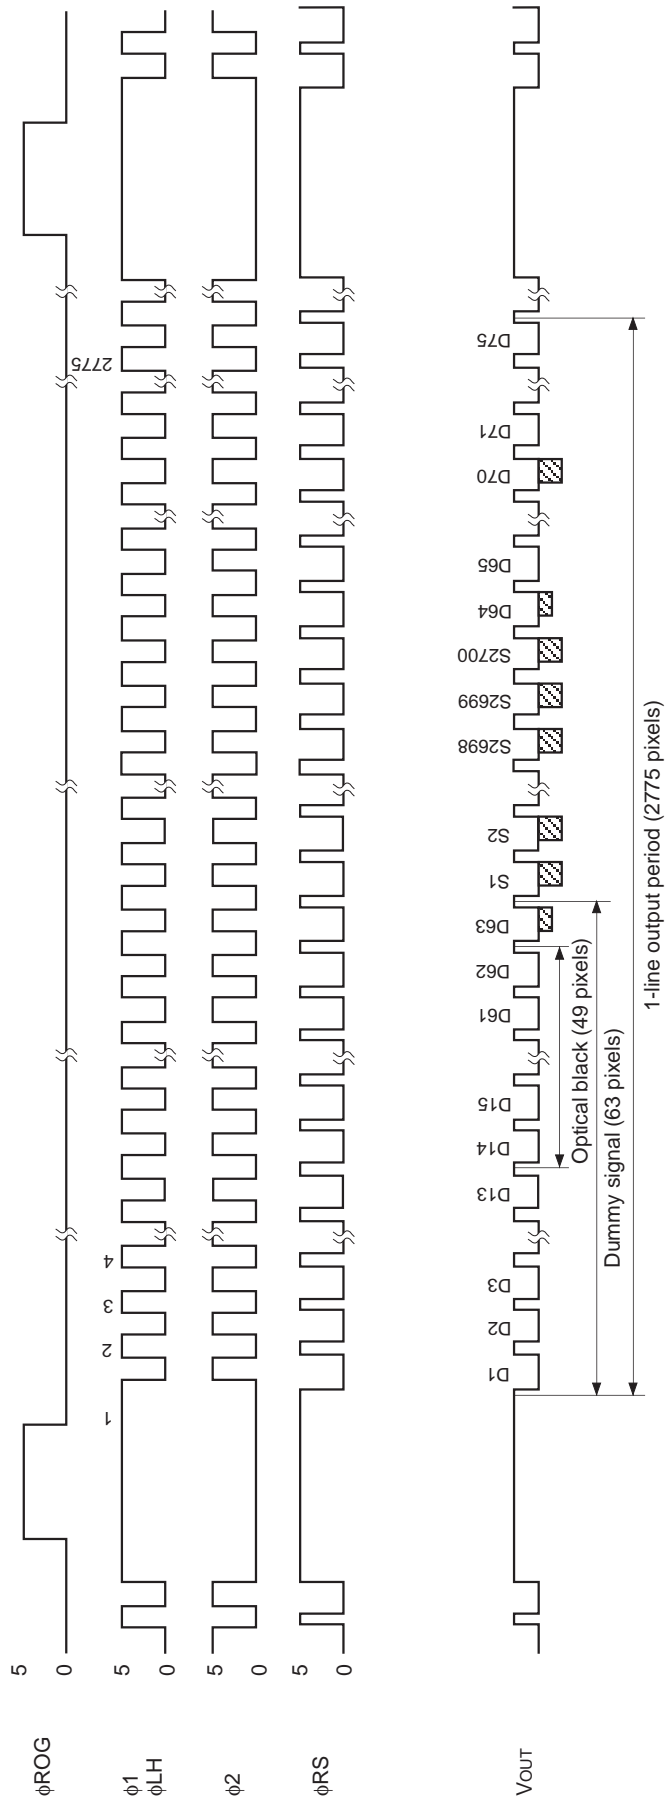 φROG
5
0
1
2
3
4
2775
φ1
φLH
5
0
φ2
5
0
φRS
5
0
VOUT
D1
D2
D3
D13
D14
D15
D61
D62
D63
S1
S2
S2698
S2699
S2700
D64
D65
D70
D71
D75
Optical black (49 pixels)
Dummy signal (63 pixels)
1-line output period (2775 pixels)